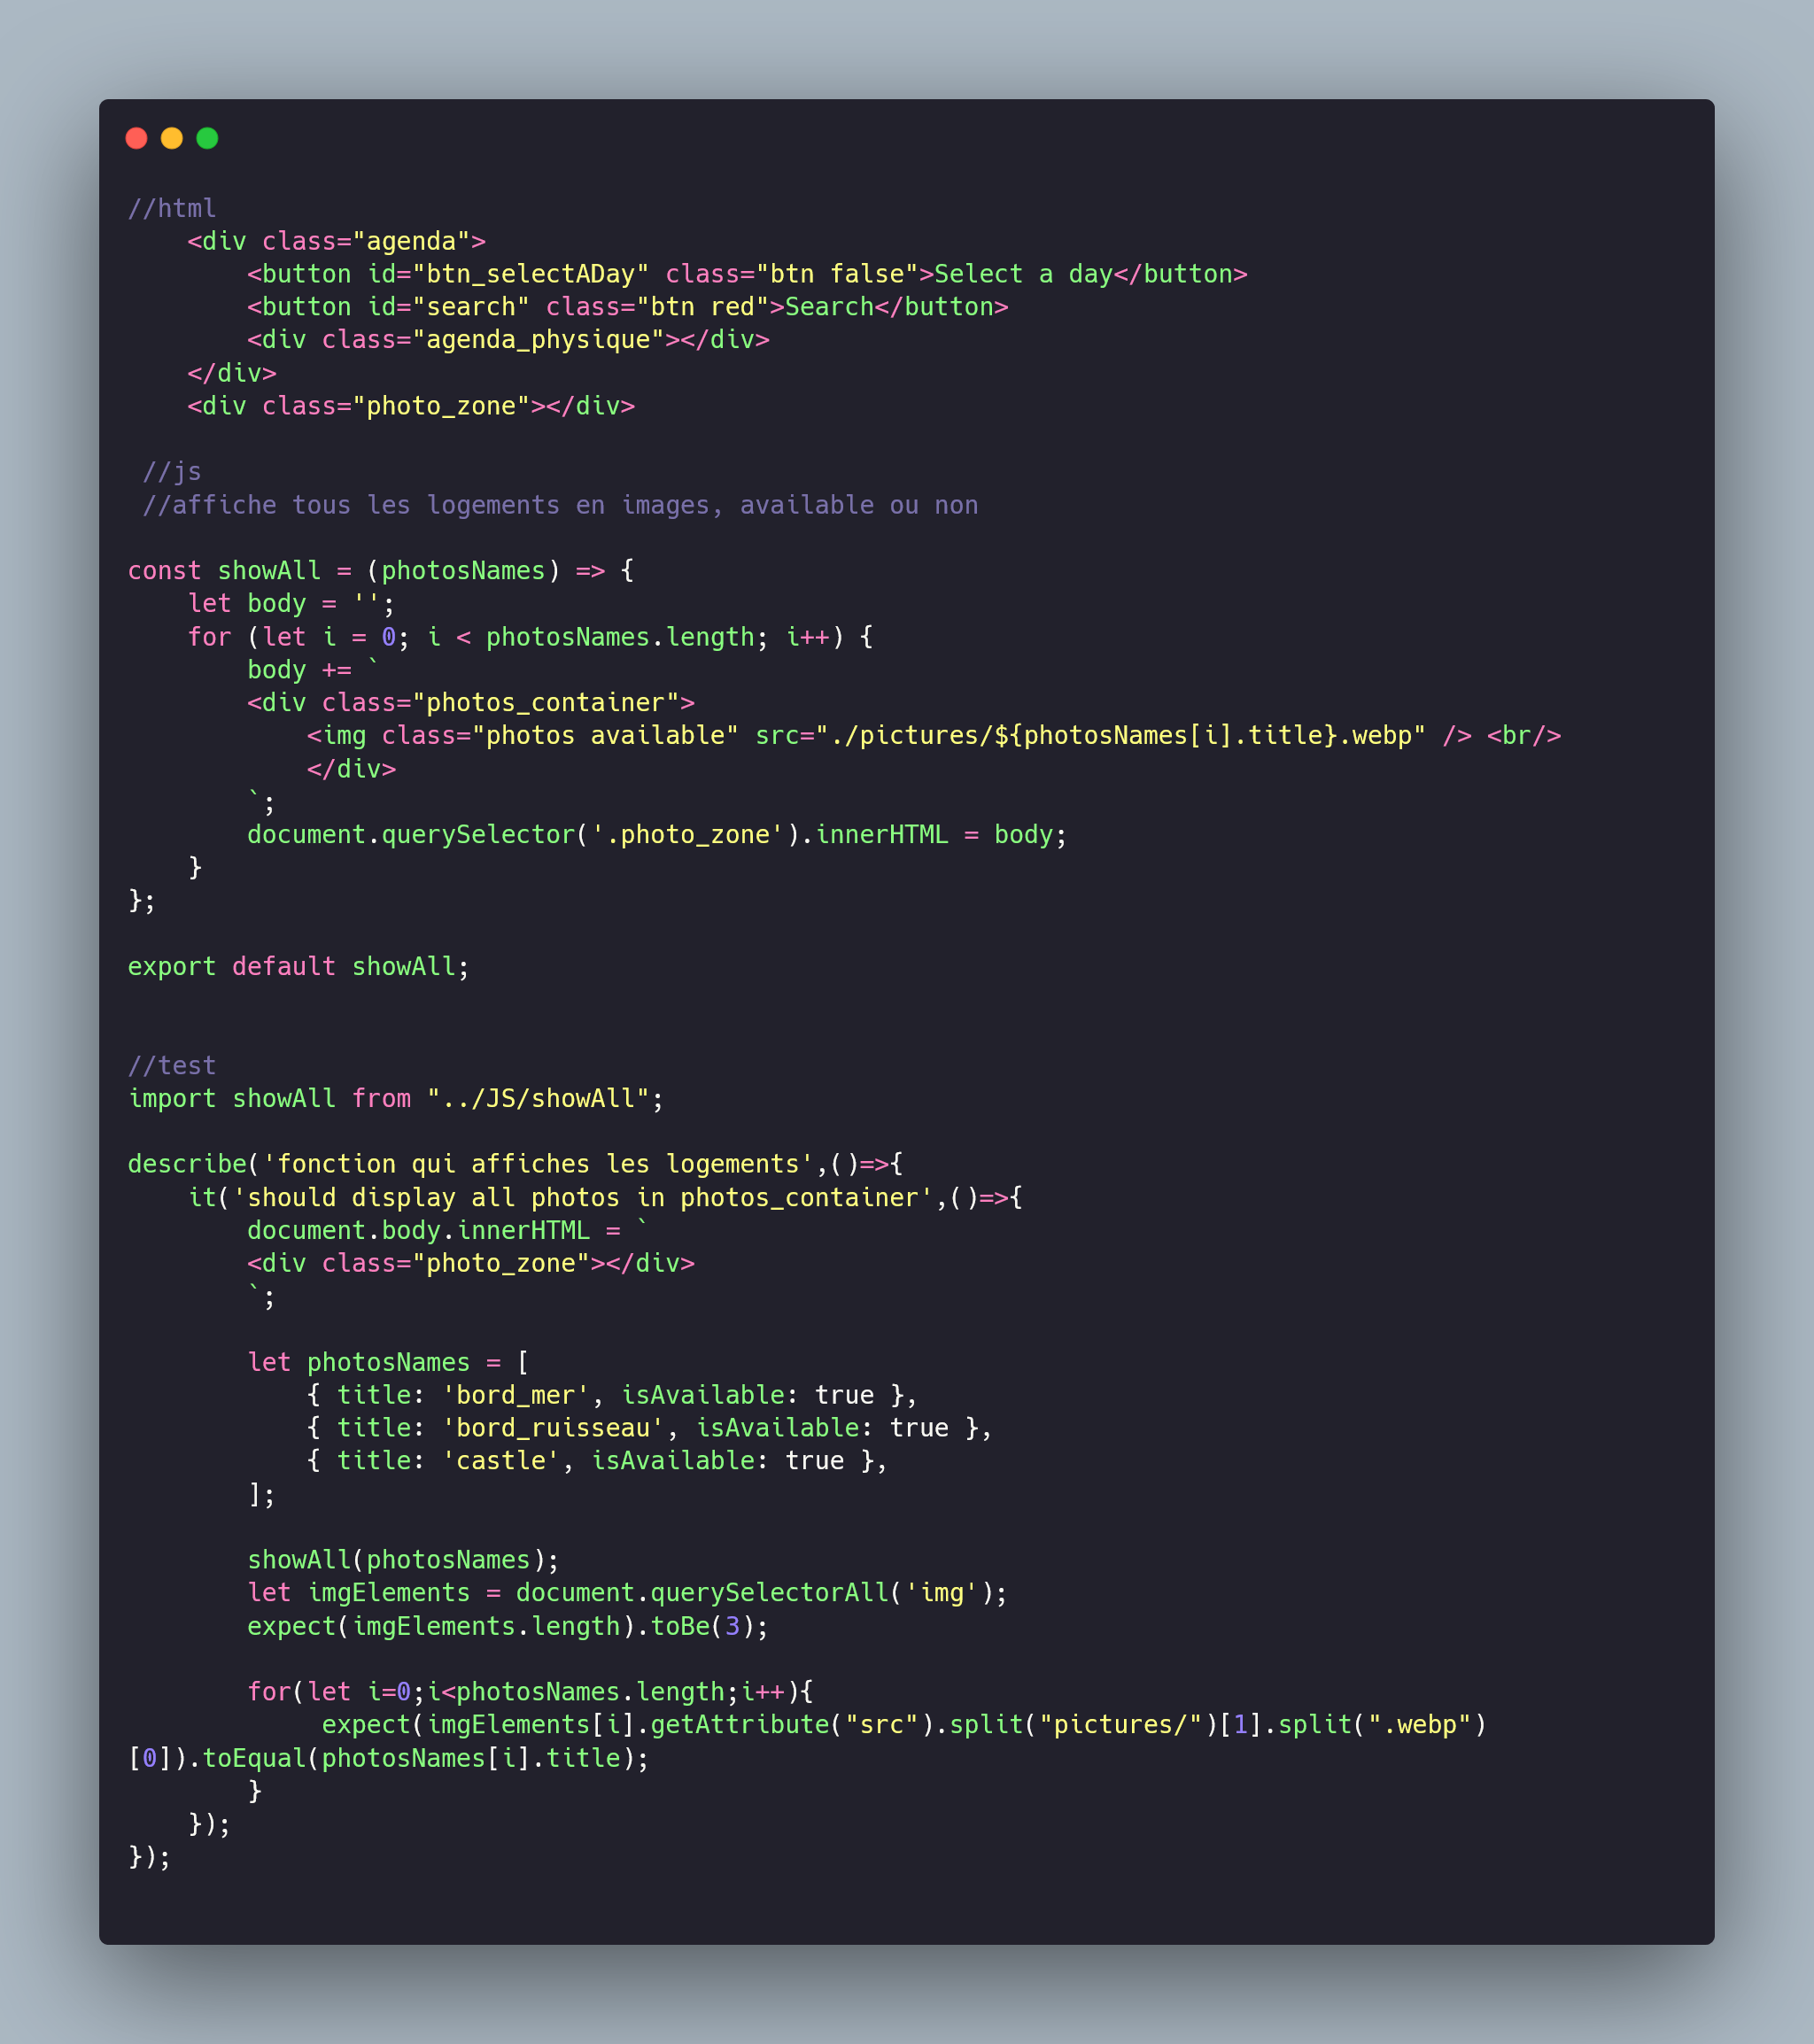 //html
    <div class="agenda">
        <button id="btn_selectADay" class="btn false">Select a day</button>
        <button id="search" class="btn red">Search</button>
        <div class="agenda_physique"></div>
    </div>
    <div class="photo_zone"></div>

 //js
 //affiche tous les logements en images, available ou non

const showAll = (photosNames) => {
    let body = '';
    for (let i = 0; i < photosNames.length; i++) {
        body += `
        <div class="photos_container">
            <img class="photos available" src="./pictures/${photosNames[i].title}.webp" /> <br/>
            </div>
        `;
        document.querySelector('.photo_zone').innerHTML = body;
    }
};

export default showAll;


//test
import showAll from "../JS/showAll";

describe('fonction qui affiches les logements',()=>{
    it('should display all photos in photos_container',()=>{
        document.body.innerHTML = `
        <div class="photo_zone"></div>
        `;

        let photosNames = [
            { title: 'bord_mer', isAvailable: true },
            { title: 'bord_ruisseau', isAvailable: true },
            { title: 'castle', isAvailable: true },
        ];

        showAll(photosNames);
        let imgElements = document.querySelectorAll('img');
        expect(imgElements.length).toBe(3);

        for(let i=0;i<photosNames.length;i++){
             expect(imgElements[i].getAttribute("src").split("pictures/")[1].split(".webp")
[0]).toEqual(photosNames[i].title);
        }
    });
});